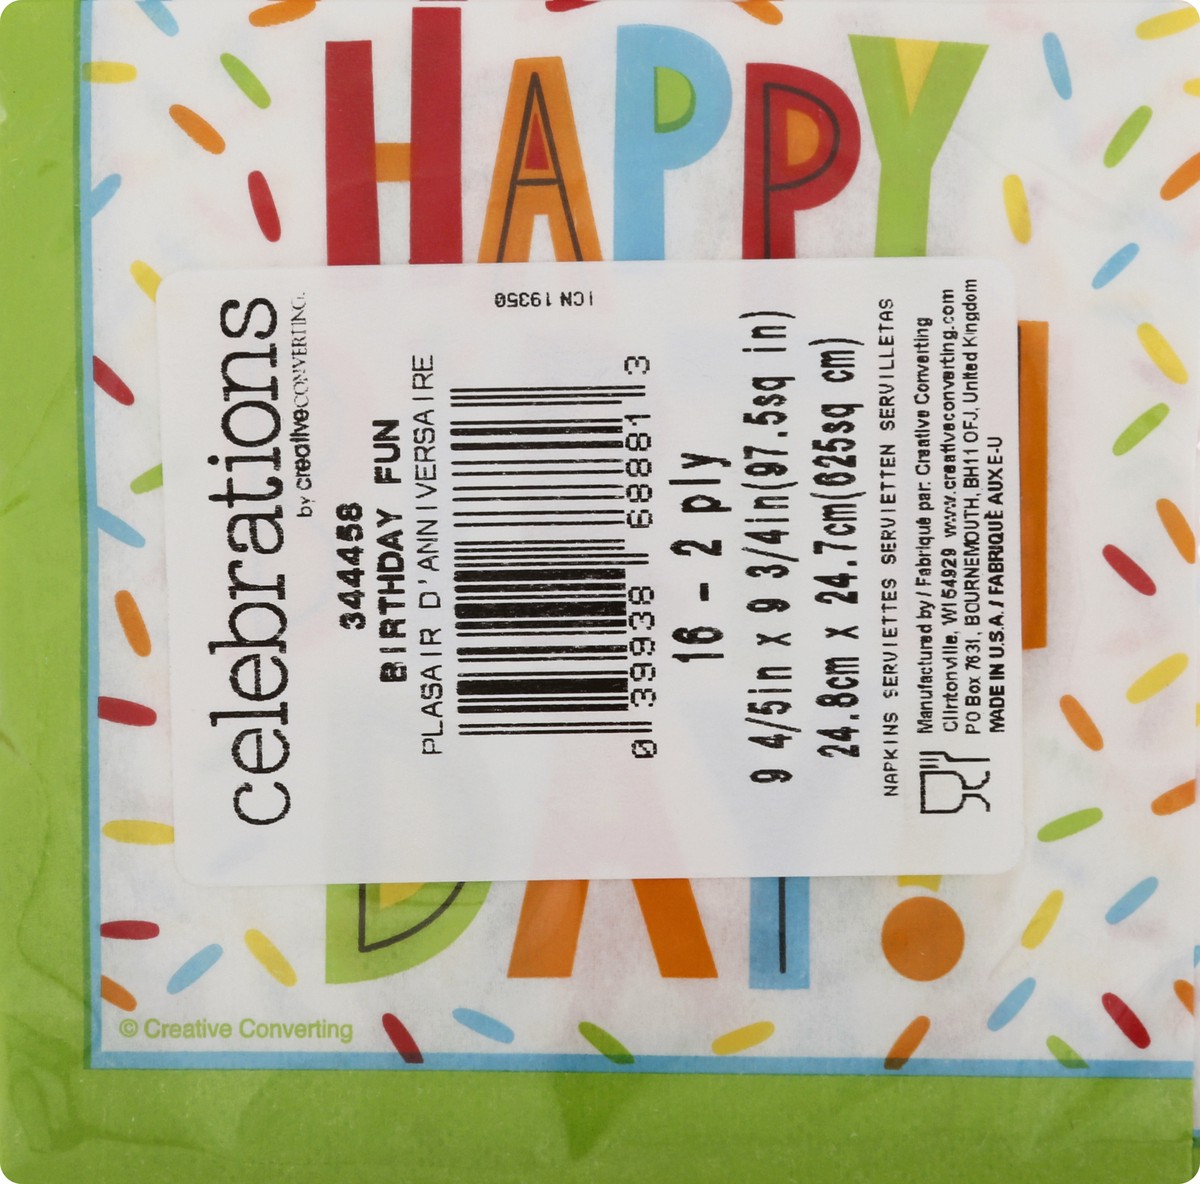 HAPPY
celebrations
by creativeCONVERTING.
344458
BIRTHDAY FUN
PLASAIR D'ANNIVERSAIRE
0 39938 68881 3
ICN 19350
16 - 2 ply
9 4/5in x 9 3/4in(97.5sq in)
24.8cm x 24.7cm(625sq cm)
NAPKINS SERVIETTES SERVIETTEN SERVILLETAS
Manufactured by / Fabriqué par: Creative Converting
Clintonville, WI 54929 www.creativeconverting.com
PO Box 7631, BOURNEMOUTH, BH11 OFJ, United Kingdom
MADE IN U.S.A. / FABRIQUÉ AUX E-U
DAY!
© Creative Converting